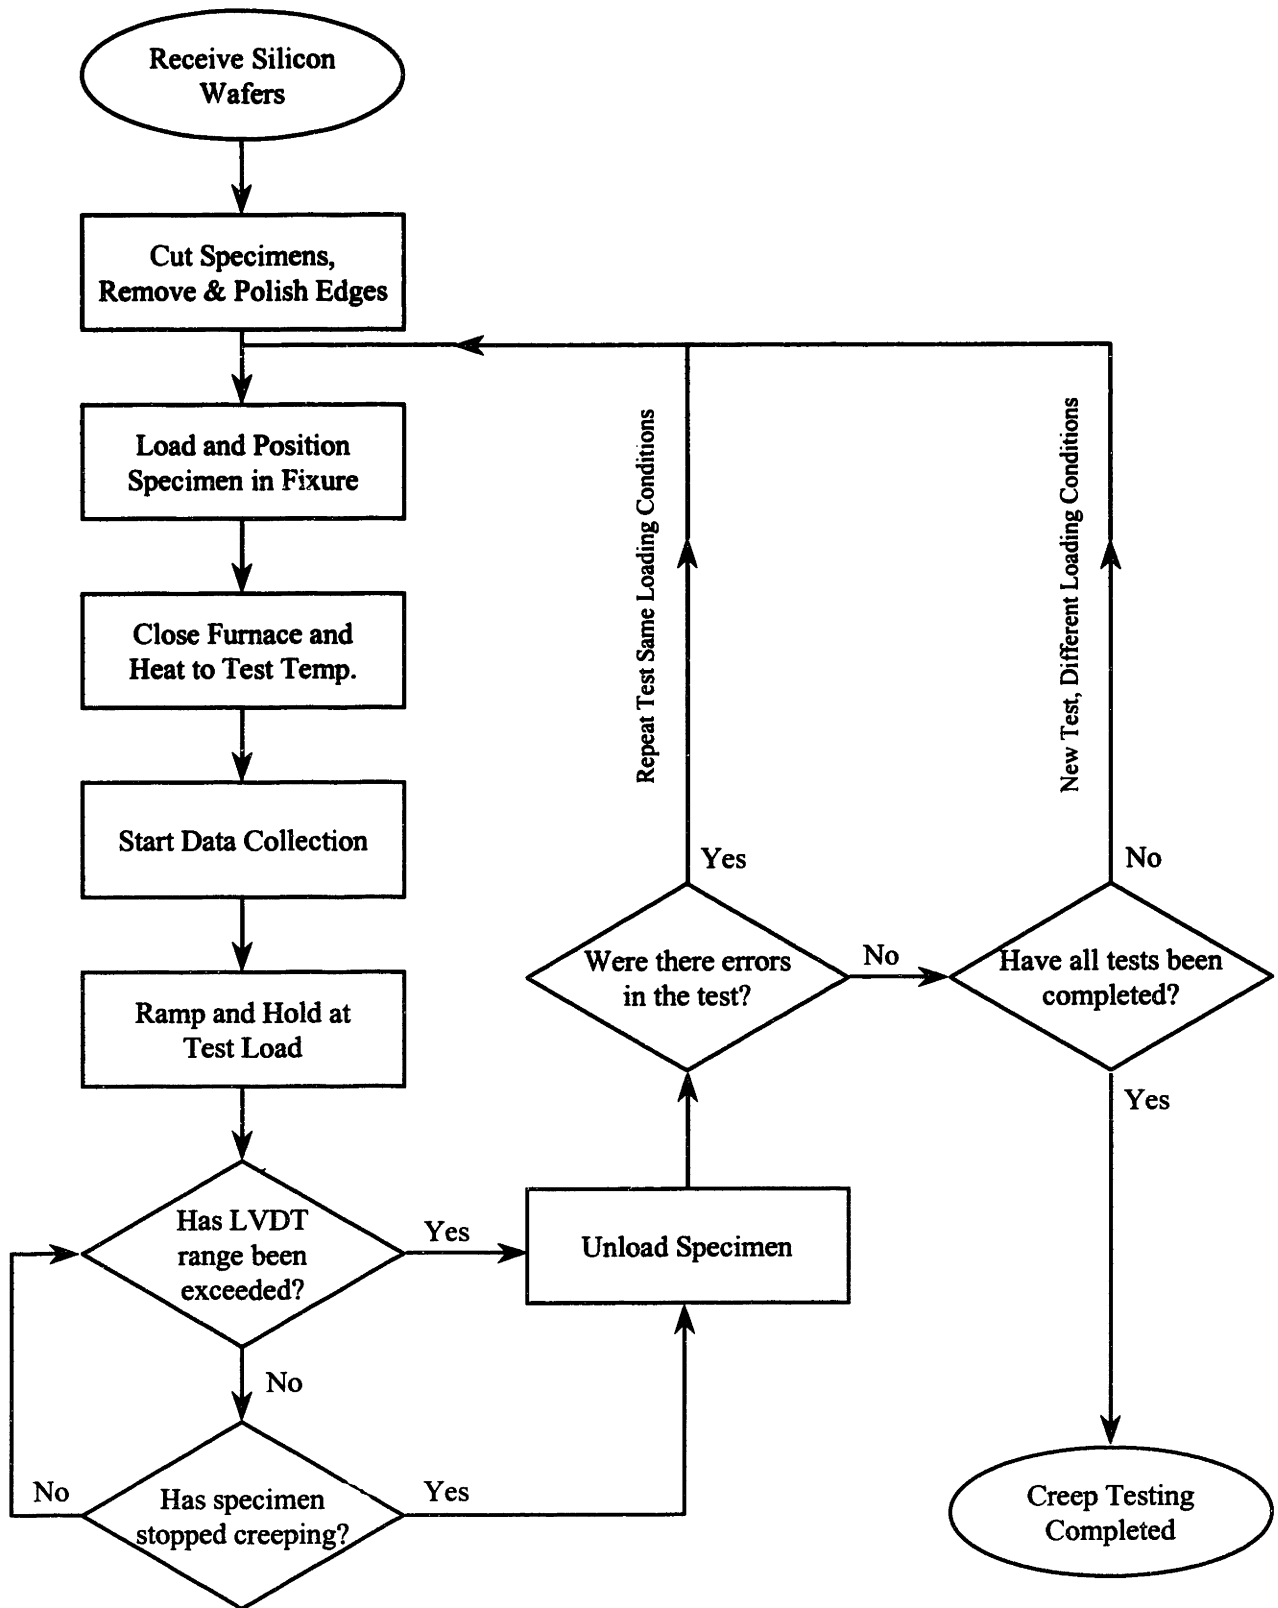 Receive Silicon
Wafers
Cut Specimens,
Remove & Polish Edges
Load and Position
Specimen in Fixure
Close Furnace and
Heat to Test Temp.
Start Data Collection
Ramp and Hold at
Test Load
Has LVDT
range been
exceeded?
Yes
No
Has specimen
stopped creeping?
No
Yes
Unload Specimen
Were there errors
in the test?
Yes
Repeat Test Same Loading Conditions
No
Have all tests been
completed?
No
New Test, Different Loading Conditions
Yes
Creep Testing
Completed